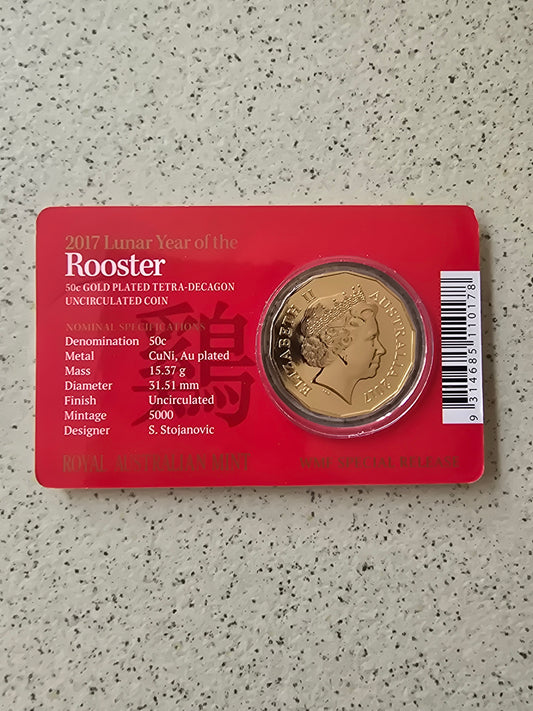 2017 Lunar Year of the
Rooster
50c GOLD PLATED TETRA-DECAGON
UNCIRCULATED COIN
鷄
NOMINAL SPECIFICATIONS
Denomination 50c
Metal CuNi, Au plated
Mass 15.37 g
Diameter 31.51 mm
Finish Uncirculated
Mintage 5000
Designer S. Stojanovic
ROYAL AUSTRALIAN MINT
SPECIAL RELEASE
ELIZABETH II AUSTRALIA 2017
9 314685 110178